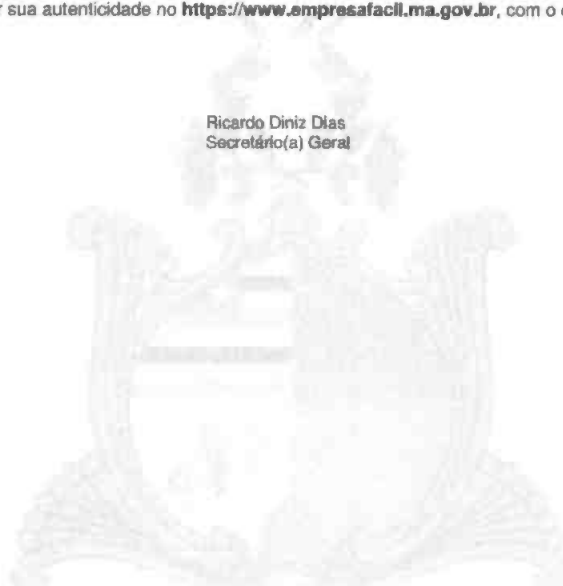 r sua autenticidade no https://www.empresafacil.ma.gov.br, com o
Ricardo Diniz Dias
Secretário(a) Geral